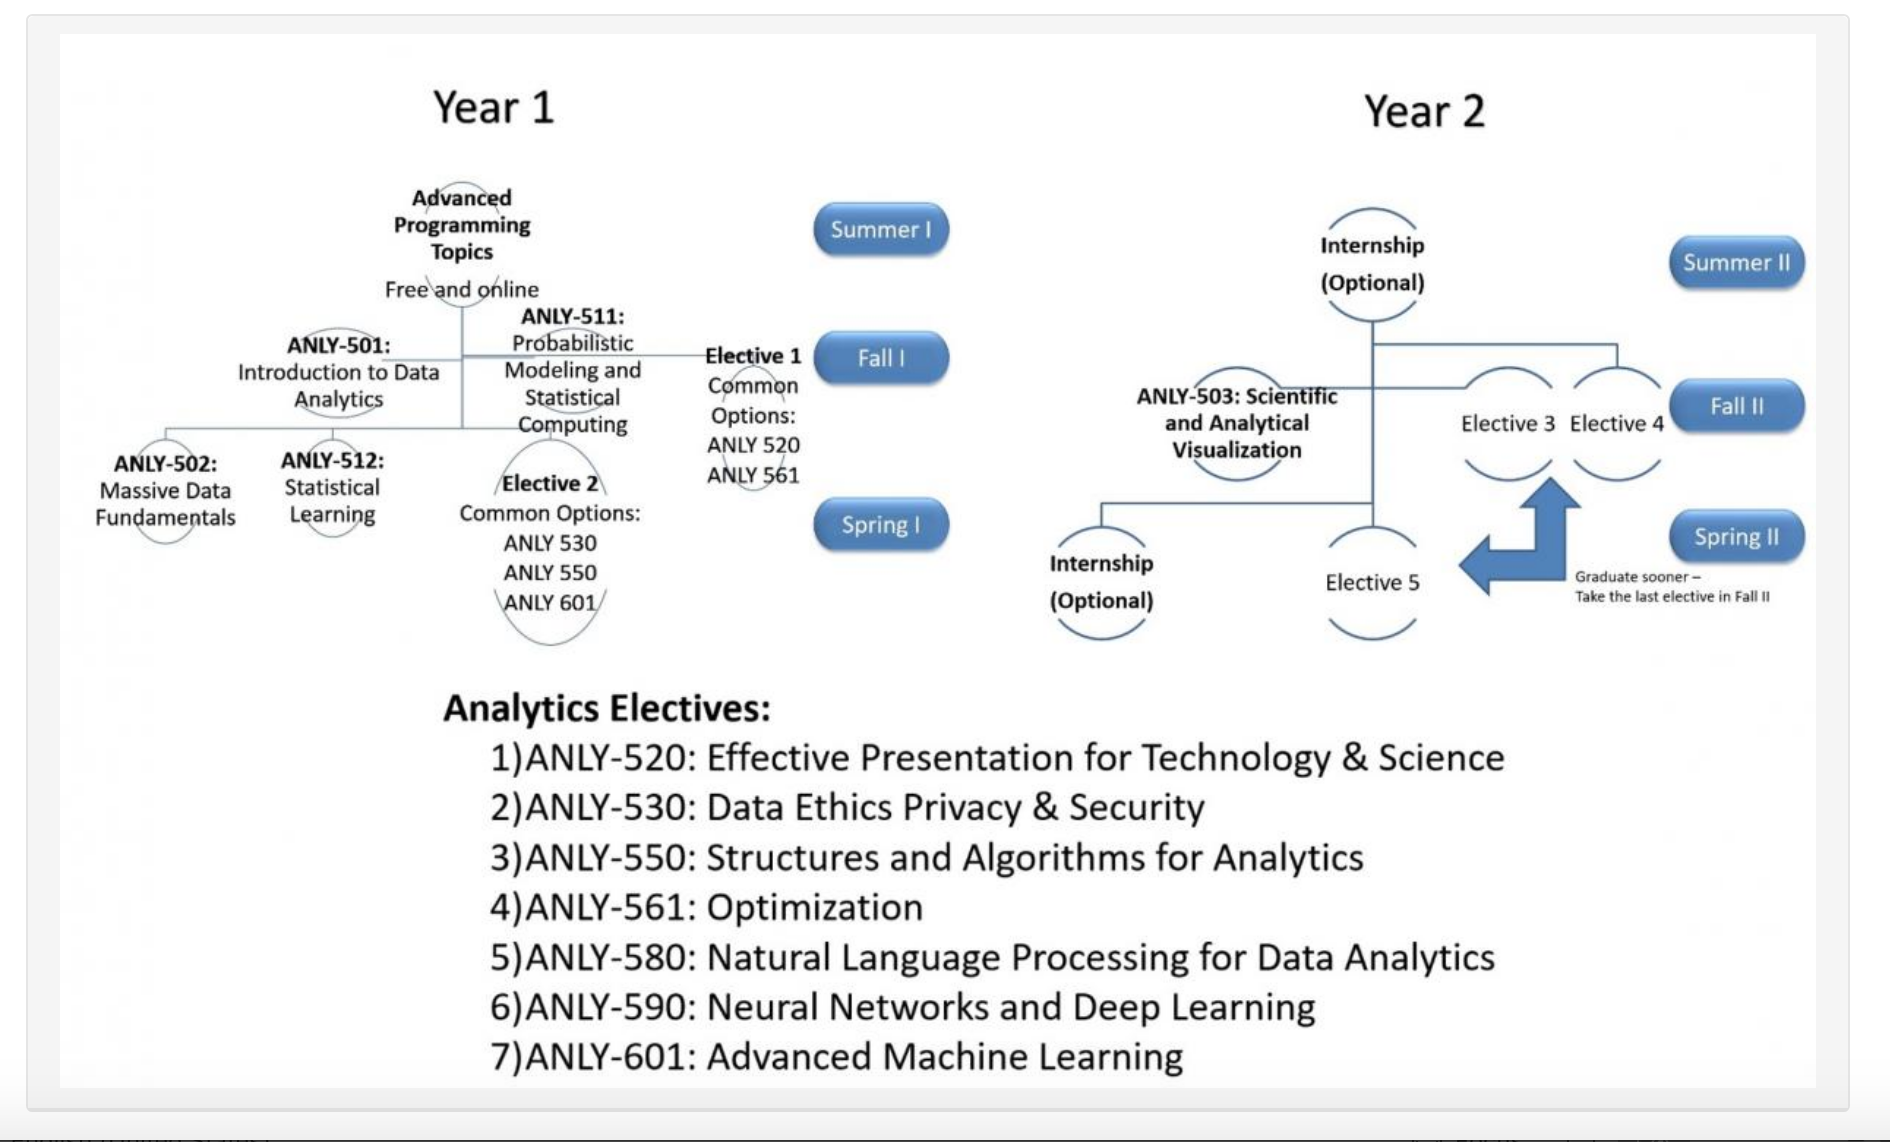 Year 1
Advanced
Programming
Topics
Free and online
Summer I
ANLY-501:
Introduction to Data
Analytics
ANLY-511:
Probabilistic
Modeling and
Statistical
Computing
Elective 1
Common
Options:
ANLY 520
ANLY 561
Fall I
ANLY-502:
Massive Data
Fundamentals
ANLY-512:
Statistical
Learning
Elective 2
Common Options:
ANLY 530
ANLY 550
ANLY 601
Spring I
Year 2
Internship
(Optional)
Summer II
ANLY-503: Scientific
and Analytical
Visualization
Elective 3
Elective 4
Fall II
Internship
(Optional)
Elective 5
Spring II
Graduate sooner –
Take the last elective in Fall II
Analytics Electives:
1)ANLY-520: Effective Presentation for Technology & Science
2)ANLY-530: Data Ethics Privacy & Security
3)ANLY-550: Structures and Algorithms for Analytics
4)ANLY-561: Optimization
5)ANLY-580: Natural Language Processing for Data Analytics
6)ANLY-590: Neural Networks and Deep Learning
7)ANLY-601: Advanced Machine Learning